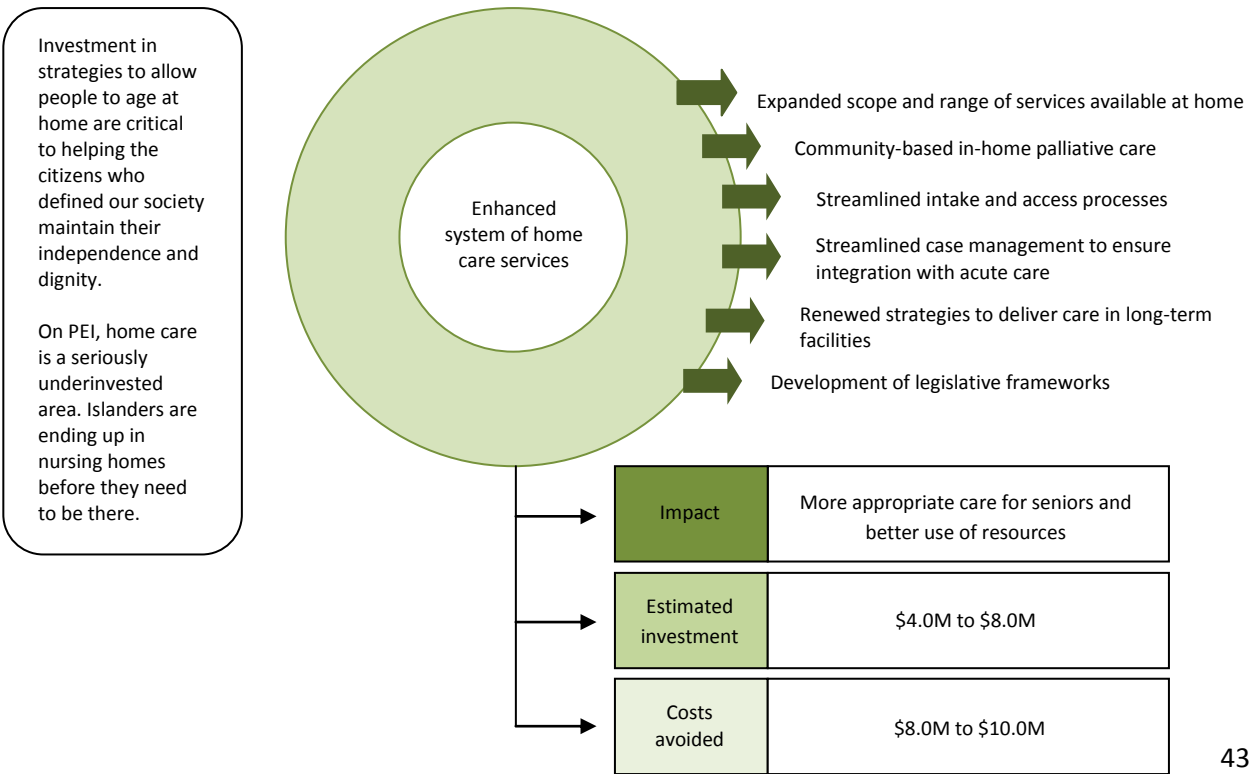 Investment in
strategies to allow
people to age at
home are critical
to helping the
citizens who
defined our society
maintain their
independence and
dignity.
On PEI, home care
is a seriously
underinvested
area. Islanders are
ending up in
nursing homes
before they need
to be there.
Enhanced
system of home
care services
Expanded scope and range of services available at home
Community-based in-home palliative care
Streamlined intake and access processes
Streamlined case management to ensure
integration with acute care
Renewed strategies to deliver care in long-term
facilities
Development of legislative frameworks
Impact
More appropriate care for seniors and
better use of resources
Estimated
investment
$4.0M to $8.0M
Costs
avoided
$8.0M to $10.0M
43